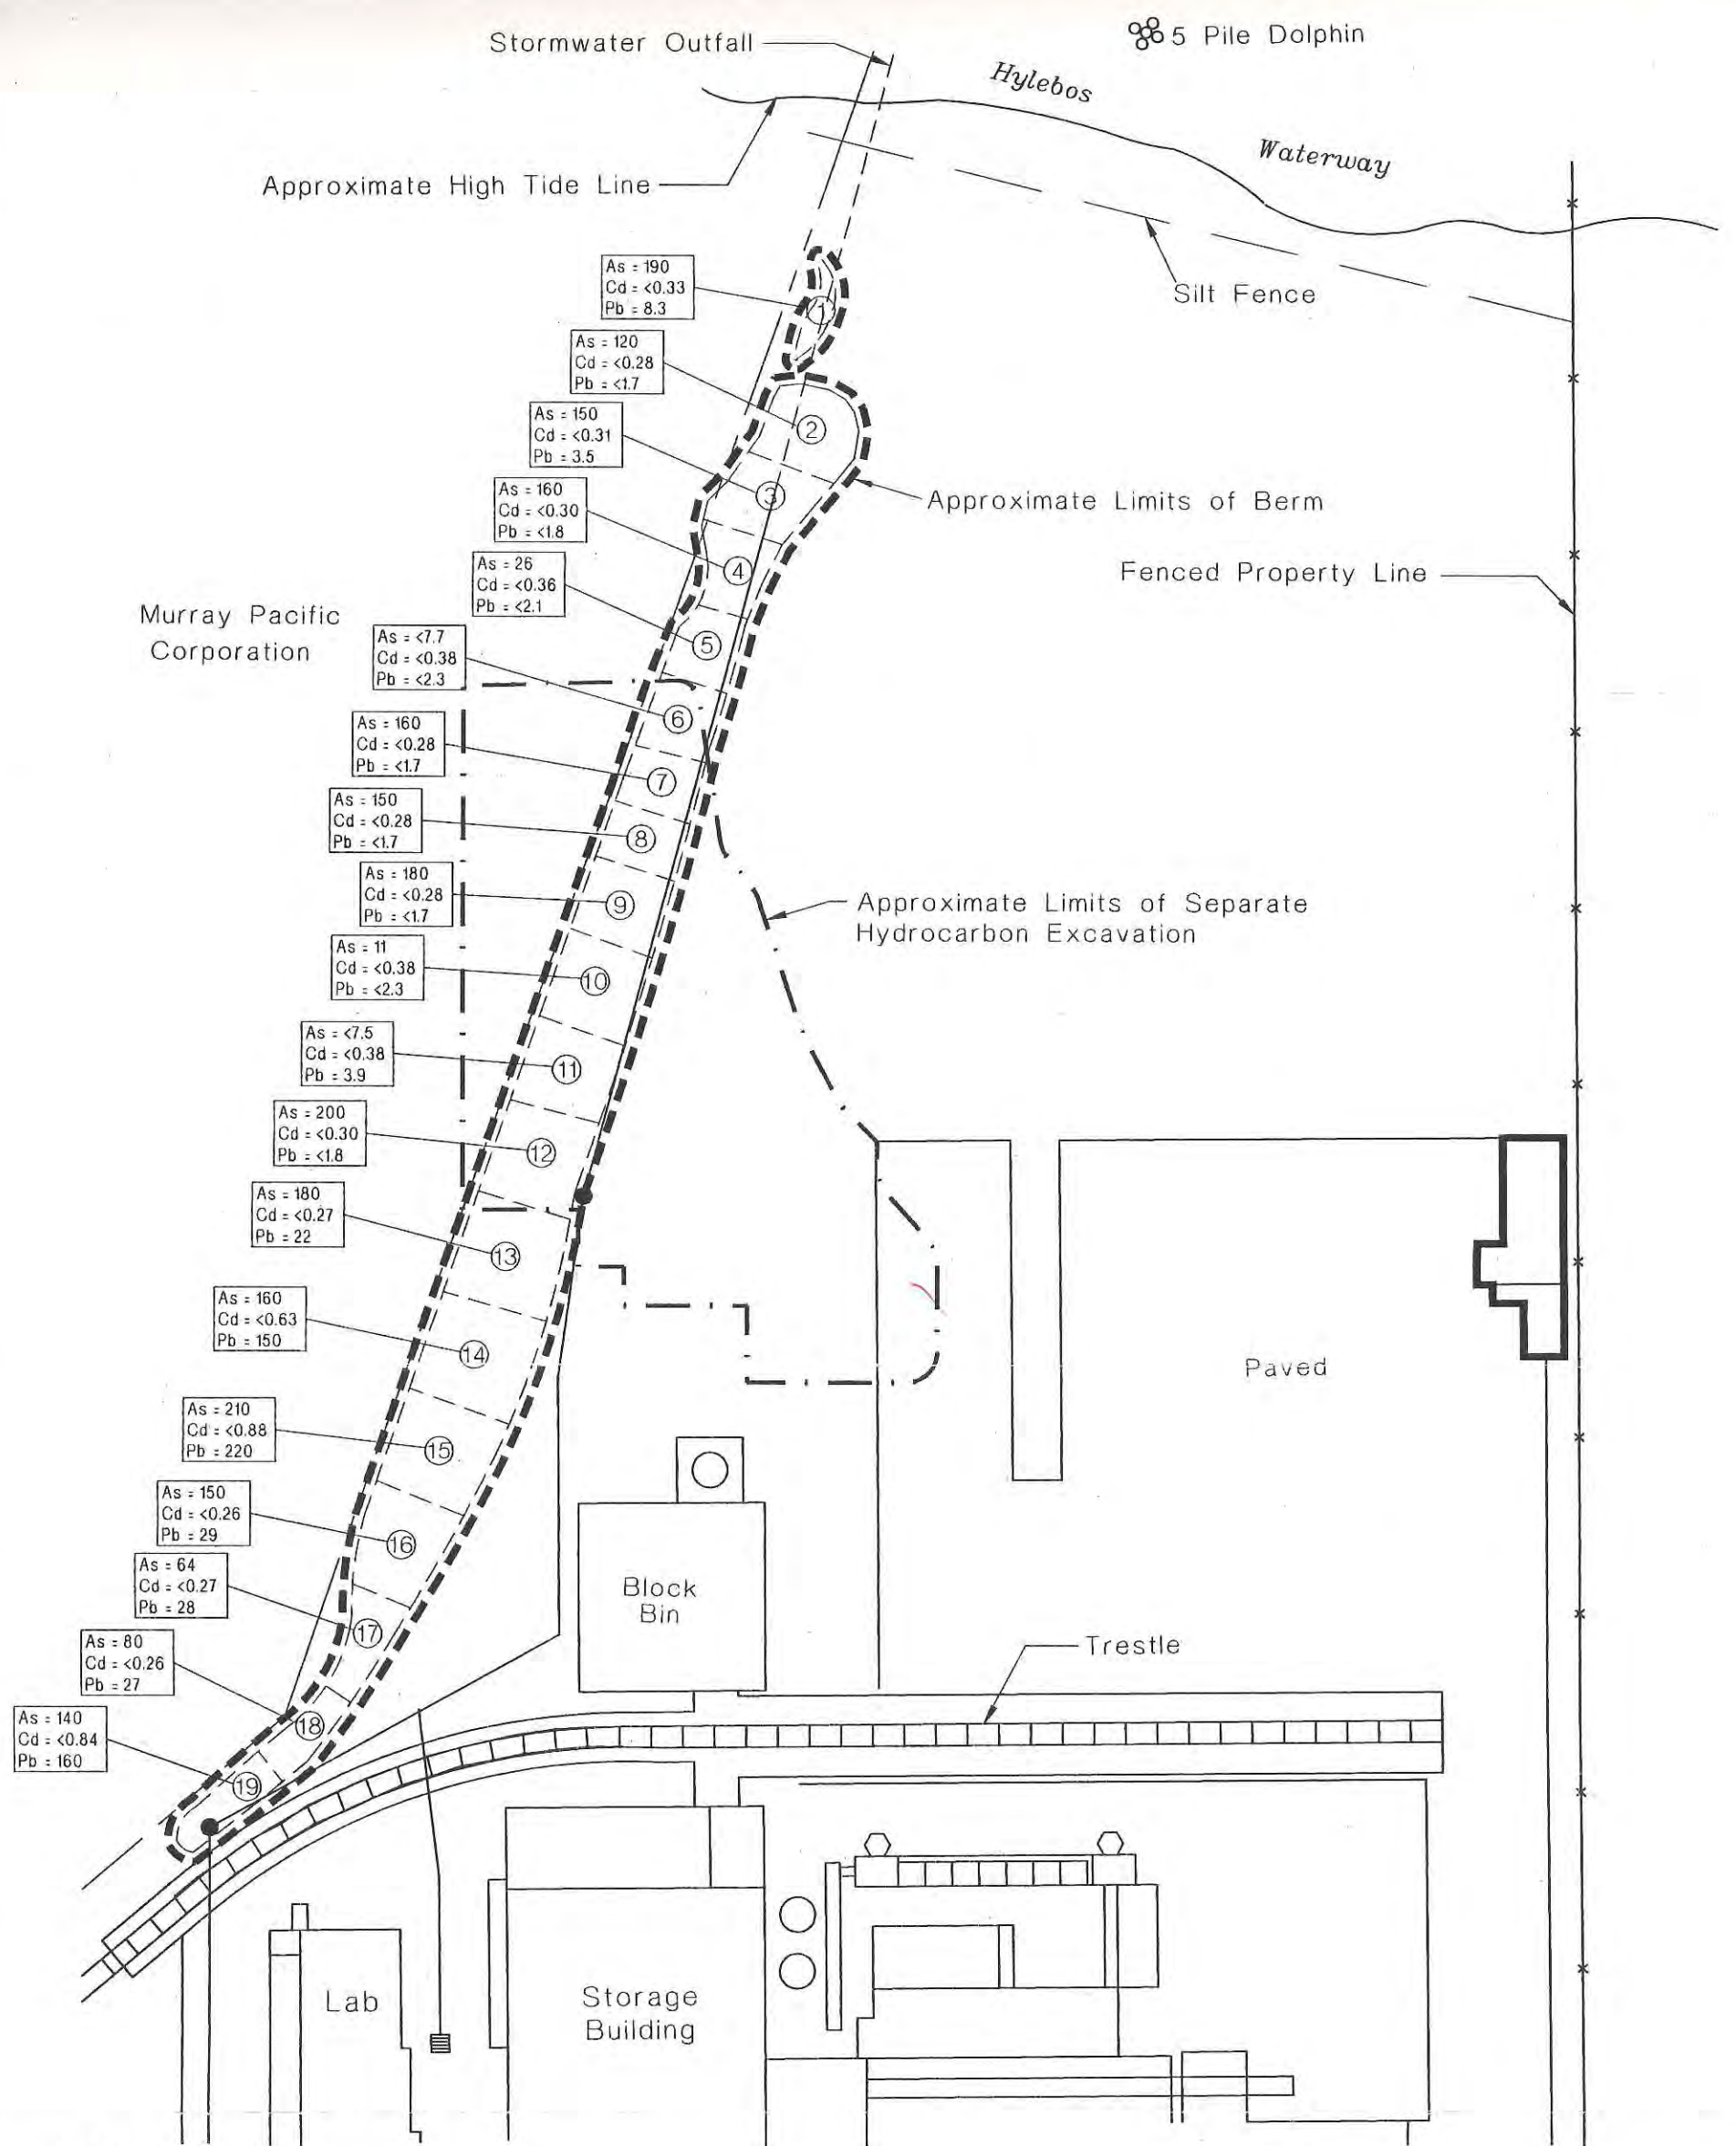 Stormwater Outfall
5 Pile Dolphin
Hylebos
Waterway
Approximate High Tide Line
Silt Fence
As = 190
Cd = <0.33
Pb = 8.3
1
As = 120
Cd = <0.28
Pb = <1.7
2
As = 150
Cd = <0.31
Pb = 3.5
3
Approximate Limits of Berm
As = 160
Cd = <0.30
Pb = <1.8
4
As = 26
Cd = <0.36
Pb = <2.1
5
Fenced Property Line
Murray Pacific
Corporation
As = <7.7
Cd = <0.38
Pb = <2.3
6
As = 160
Cd = <0.28
Pb = <1.7
7
As = 150
Cd = <0.28
Pb = <1.7
8
As = 180
Cd = <0.28
Pb = <1.7
9
Approximate Limits of Separate
Hydrocarbon Excavation
As = 11
Cd = <0.38
Pb = <2.3
10
As = <7.5
Cd = <0.38
Pb = 3.9
11
As = 200
Cd = <0.30
Pb = <1.8
12
As = 180
Cd = <0.27
Pb = 22
13
As = 160
Cd = <0.63
Pb = 150
14
Paved
As = 210
Cd = <0.88
Pb = 220
15
As = 150
Cd = <0.26
Pb = 29
16
As = 64
Cd = <0.27
Pb = 28
17
Block
Bin
Trestle
As = 80
Cd = <0.26
Pb = 27
18
As = 140
Cd = <0.84
Pb = 160
19
Lab
Storage
Building